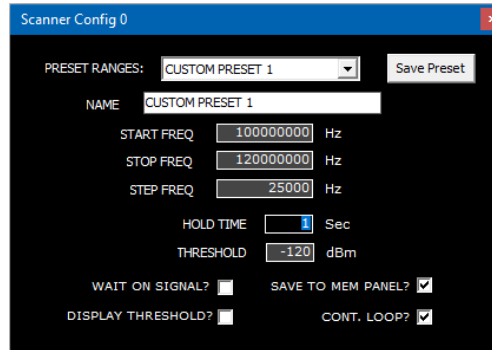 Scanner Config 0
PRESET RANGES: CUSTOM PRESET 1 Save Preset
NAME CUSTOM PRESET 1
START FREQ 100000000 Hz
STOP FREQ 120000000 Hz
STEP FREQ 25000 Hz
HOLD TIME 1 Sec
THRESHOLD -120 dBm
WAIT ON SIGNAL? SAVE TO MEM PANEL?
DISPLAY THRESHOLD? CONT. LOOP?